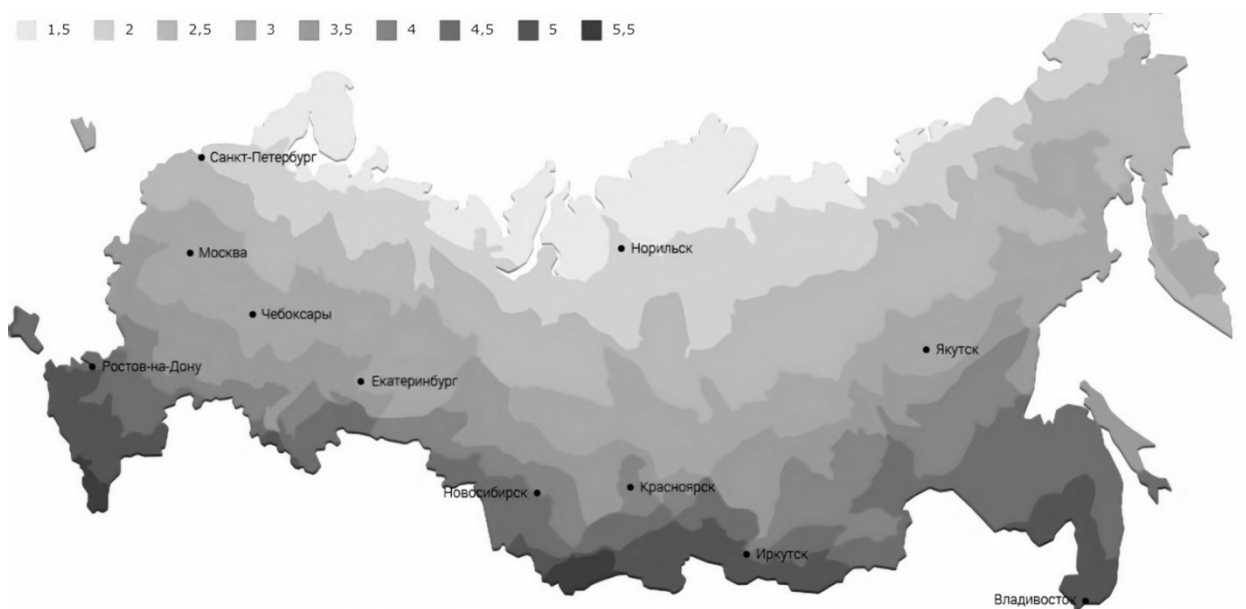 1,5 2 2,5 3 3,5 4 4,5 5 5,5
Санкт-Петербург
Норильск
Москва
Чебоксары
Якутск
Ростов-на-Дону
Екатеринбург
Красноярск
Новосибирск
Иркутск
Владивосток